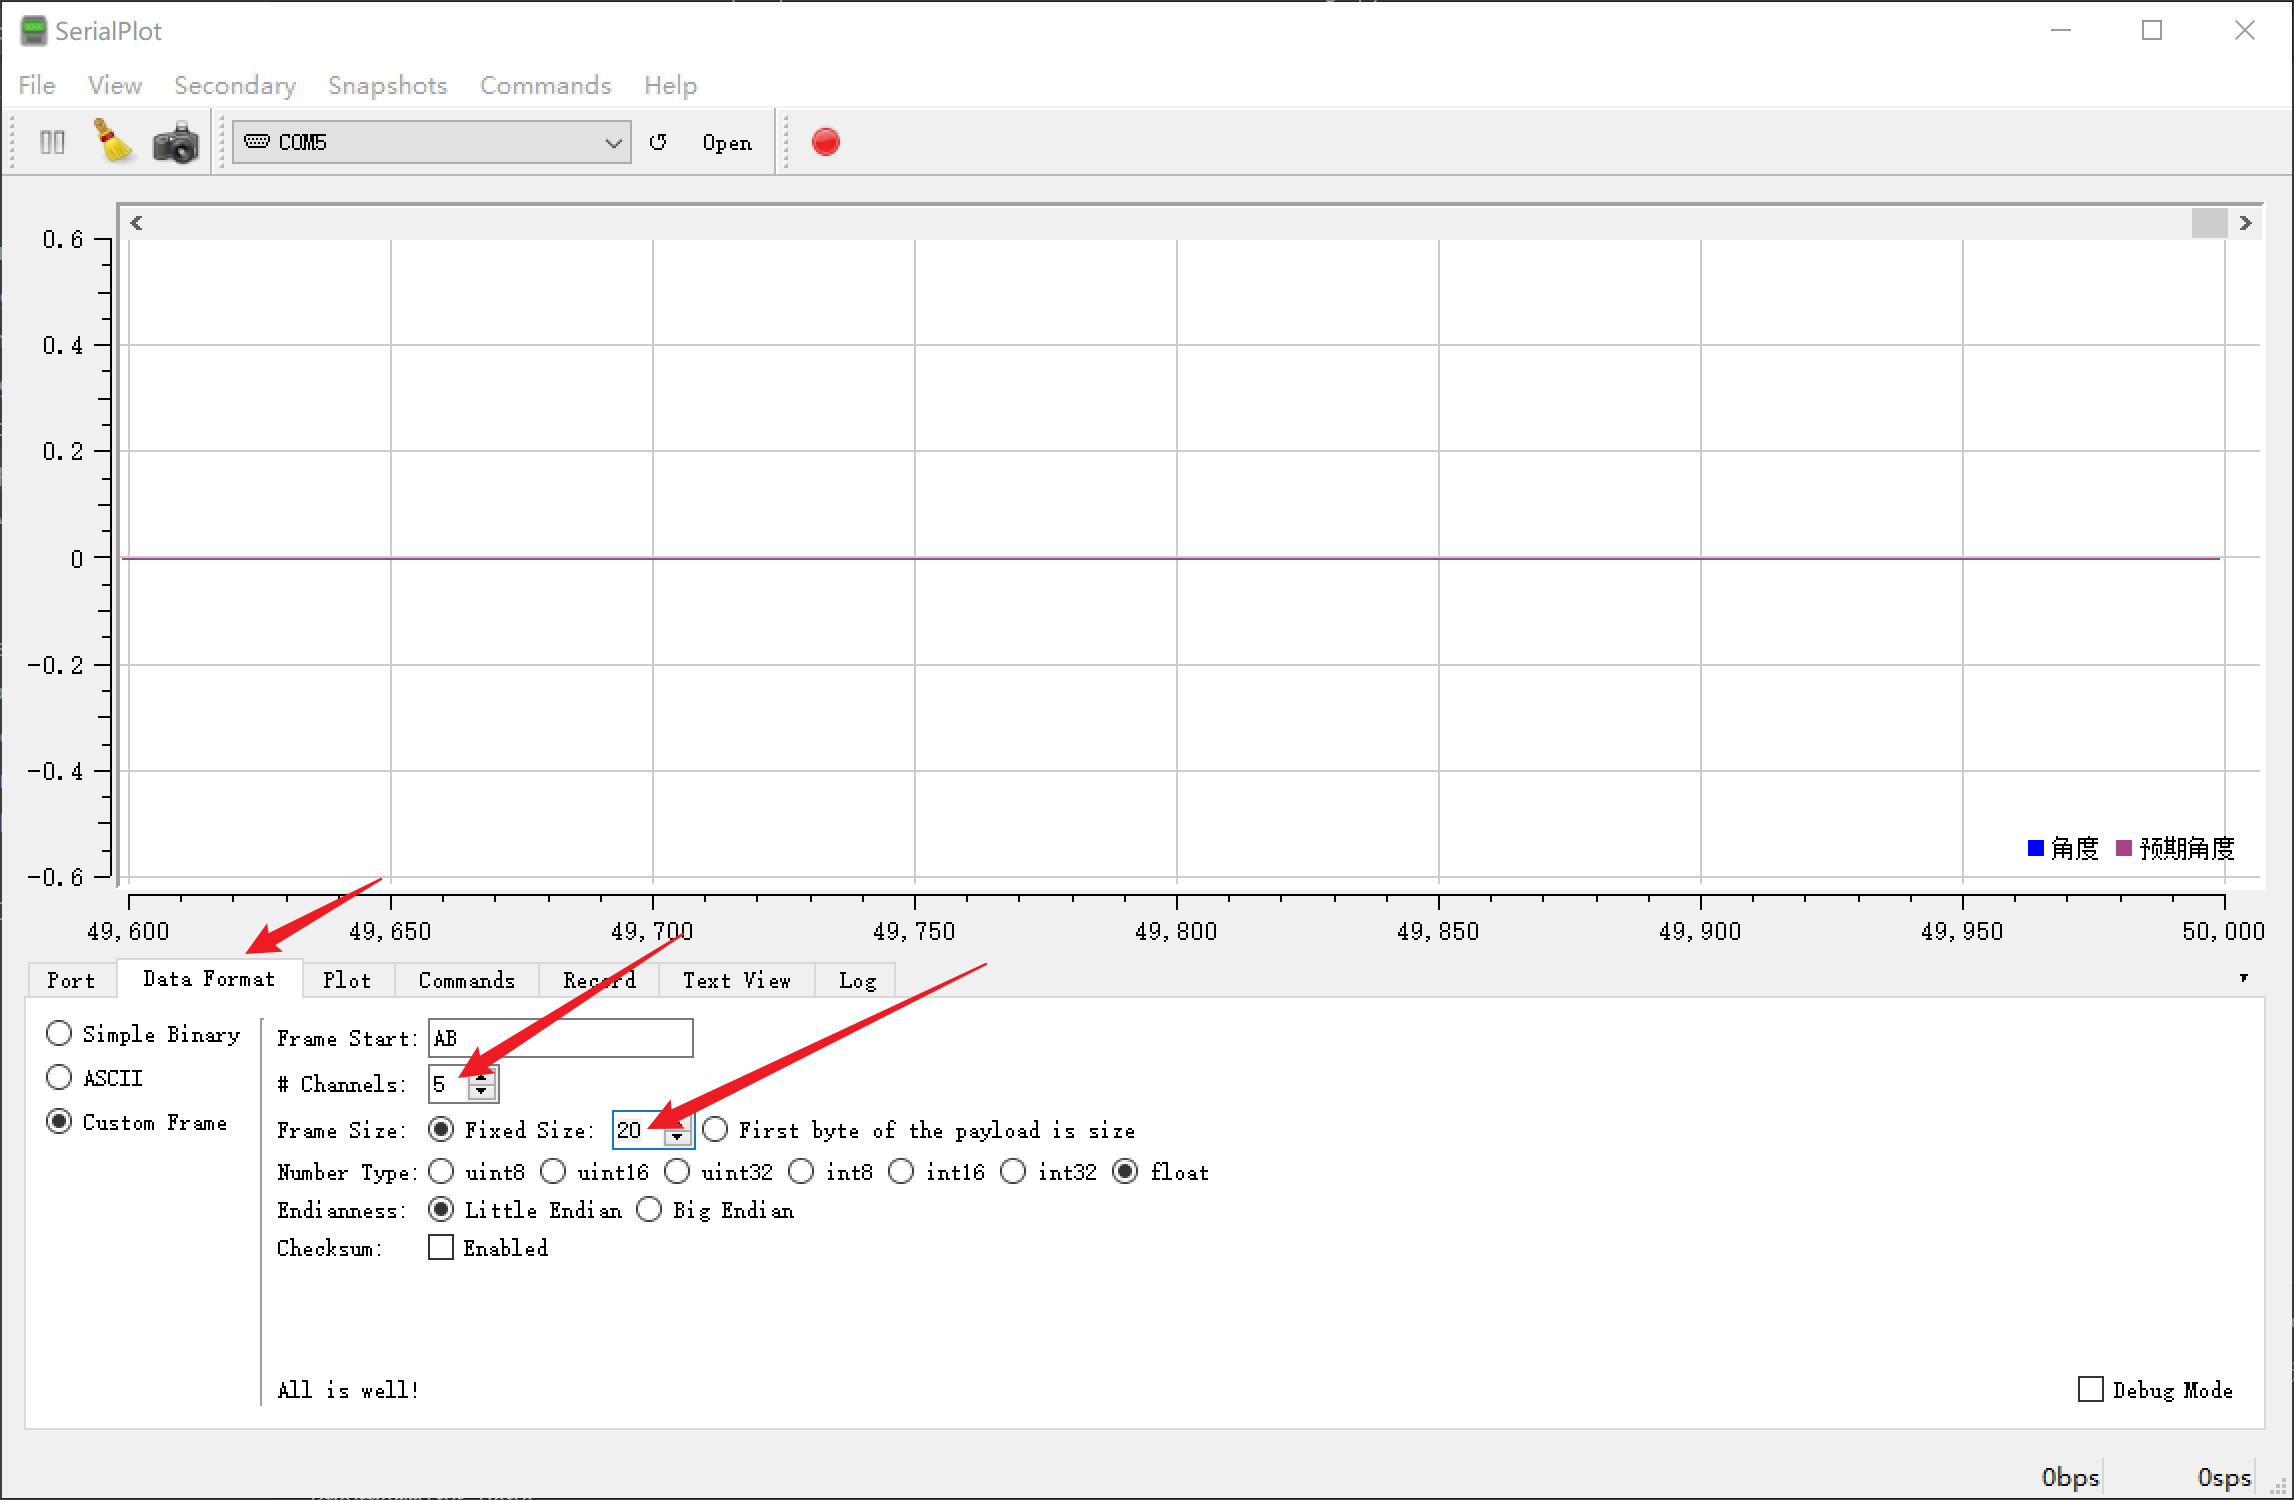 SerialPlot
File View Secondary Snapshots Commands Help
COM5 Open
0.6
0.4
0.2
0
-0.2
-0.4
-0.6
角度 预期角度
49,600 49,650 49,700 49,750 49,800 49,850 49,900 49,950 50,000
Port Data Format Plot Commands Record Text View Log
Simple Binary
ASCII
Custom Frame
Frame Start: AB
# Channels: 5
Frame Size: Fixed Size: 20 First byte of the payload is size
Number Type: uint8 uint16 uint32 int8 int16 int32 float
Endianness: Little Endian Big Endian
Checksum: Enabled
All is well!
Debug Mode
0bps 0sps